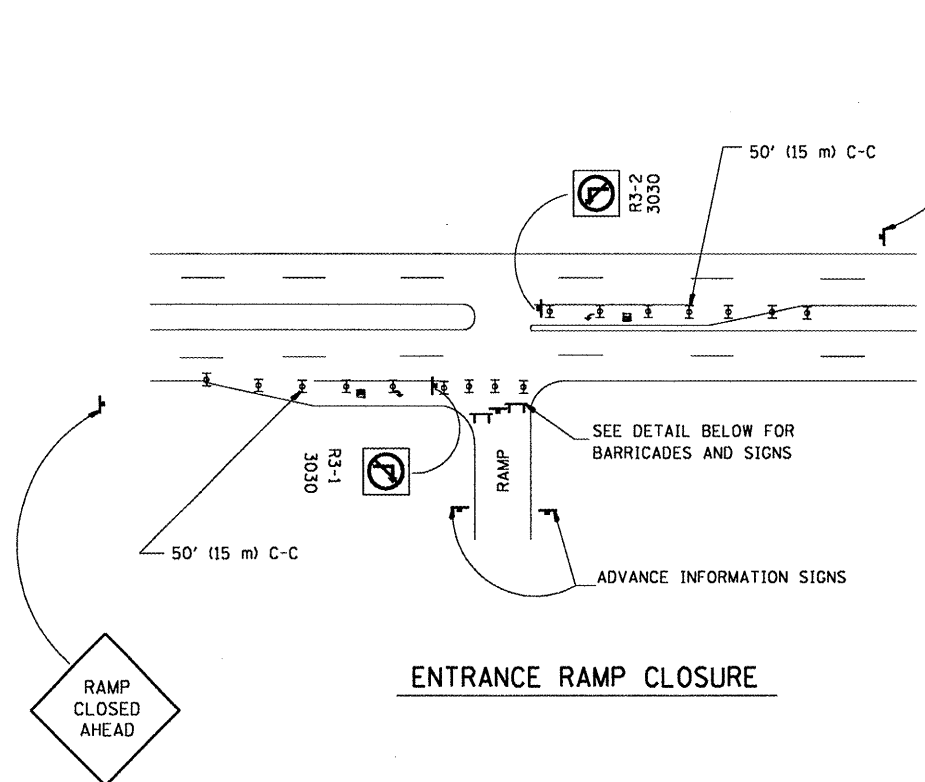 50' (15 m) C-C
R3-2
3030
SEE DETAIL BELOW FOR
BARRICADES AND SIGNS
RAMP
R3-1
3030
50' (15 m) C-C
ADVANCE INFORMATION SIGNS
ENTRANCE RAMP CLOSURE
RAMP
CLOSED
AHEAD